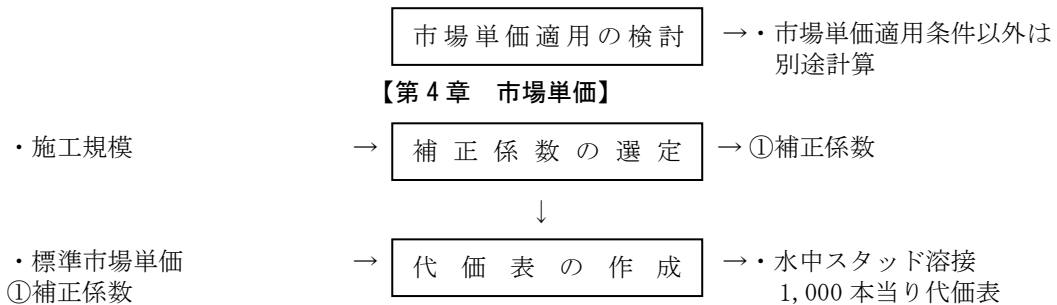 市場単価適用の検討 →・市場単価適用条件以外は
別途計算
【第4章 市場単価】
・施工規模 → 補正係数の選定 → ①補正係数
↓
・標準市場単価 → 代価表の作成 →・水中スタッド溶接
①補正係数 1,000本当り代価表